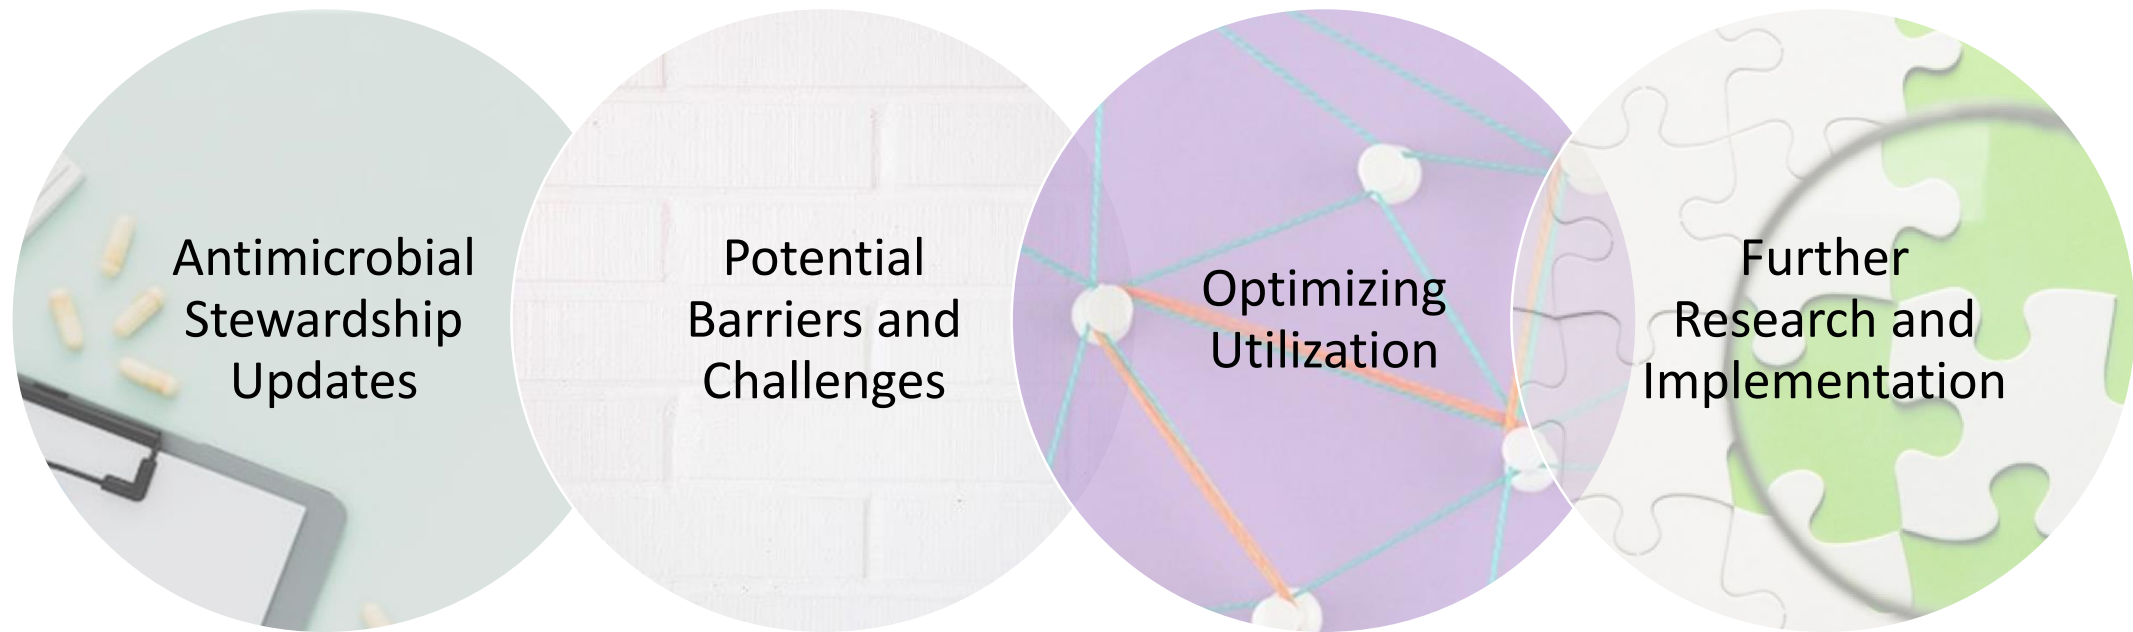 Antimicrobial
Stewardship
Updates
Potential
Barriers and
Challenges
Optimizing
Utilization
Further
Research and
Implementation